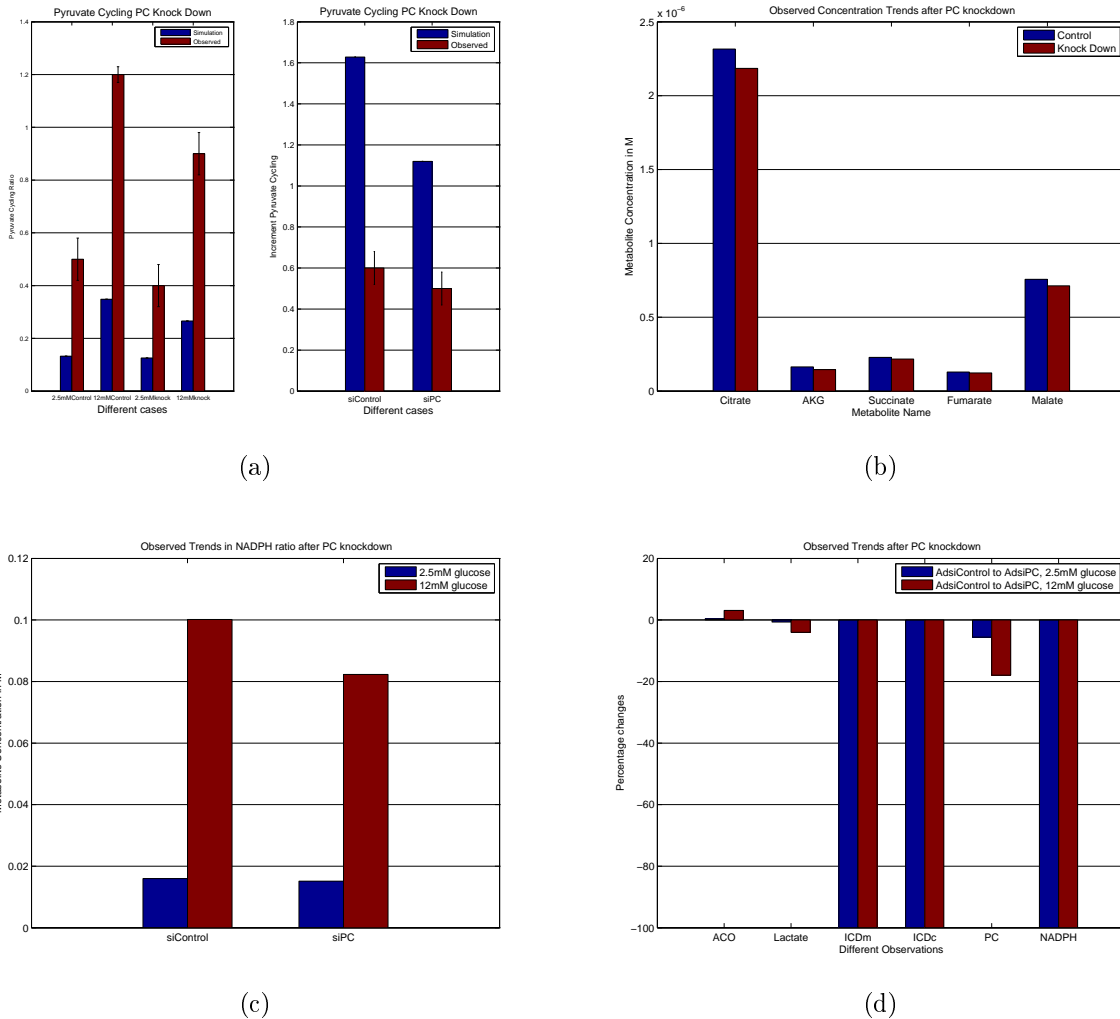 Pyruvate Cycling PC Knock Down
Simulation
Observed
1.4
1.2
1
0.8
0.6
0.4
0.2
0
Pyruvate Cycling Ratio
2.5mMControl 12mMControl 2.5mMknock 12mMknock
Different cases
Pyruvate Cycling PC Knock Down
Simulation
Observed
1.8
1.6
1.4
1.2
1
0.8
0.6
0.4
0.2
0
Increment Pyruvate Cycling
siControl siPC
Different cases
(a)
Observed Concentration Trends after PC knockdown
x 10⁻⁶
Control
Knock Down
2.5
2
1.5
1
0.5
0
Metabolite Concentration in M
Citrate AKG Succinate Fumarate Malate
Metabolite Name
(b)
Observed Trends in NADPH ratio after PC knockdown
2.5mM glucose
12mM glucose
0.12
0.1
0.08
0.06
0.04
0.02
0
siControl siPC
(c)
Observed Trends after PC knockdown
AdsiControl to AdsiPC, 2.5mM glucose
AdsiControl to AdsiPC, 12mM glucose
20
0
−20
−40
−60
−80
−100
Percentage changes
ACO Lactate ICDm ICDc PC NADPH
Different Observations
(d)